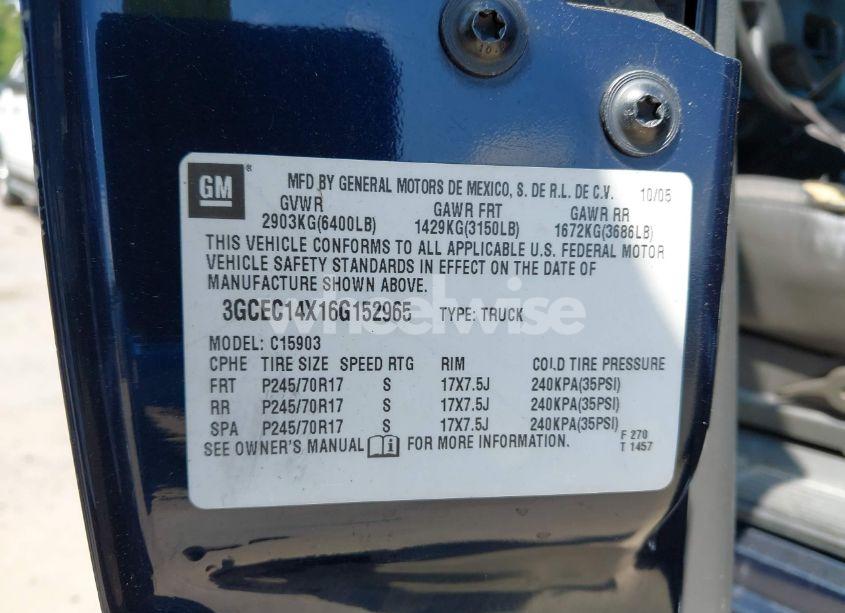 GM
MFD BY GENERAL MOTORS DE MEXICO, S. DE R.L. DE C.V. 10/05
GVWR GAWR FRT GAWR RR
2903KG(6400LB) 1429KG(3150LB) 1672KG(3686LB)
THIS VEHICLE CONFORMS TO ALL APPLICABLE U.S. FEDERAL MOTOR
VEHICLE SAFETY STANDARDS IN EFFECT ON THE DATE OF
MANUFACTURE SHOWN ABOVE.
3GCEC14X16G152965 TYPE: TRUCK
wheelwise
MODEL: C15903
CPHE TIRE SIZE SPEED RTG RIM COLD TIRE PRESSURE
FRT P245/70R17 S 17X7.5J 240KPA(35PSI)
RR P245/70R17 S 17X7.5J 240KPA(35PSI)
SPA P245/70R17 S 17X7.5J 240KPA(35PSI)
SEE OWNER'S MANUAL FOR MORE INFORMATION.
F 270
T 1457